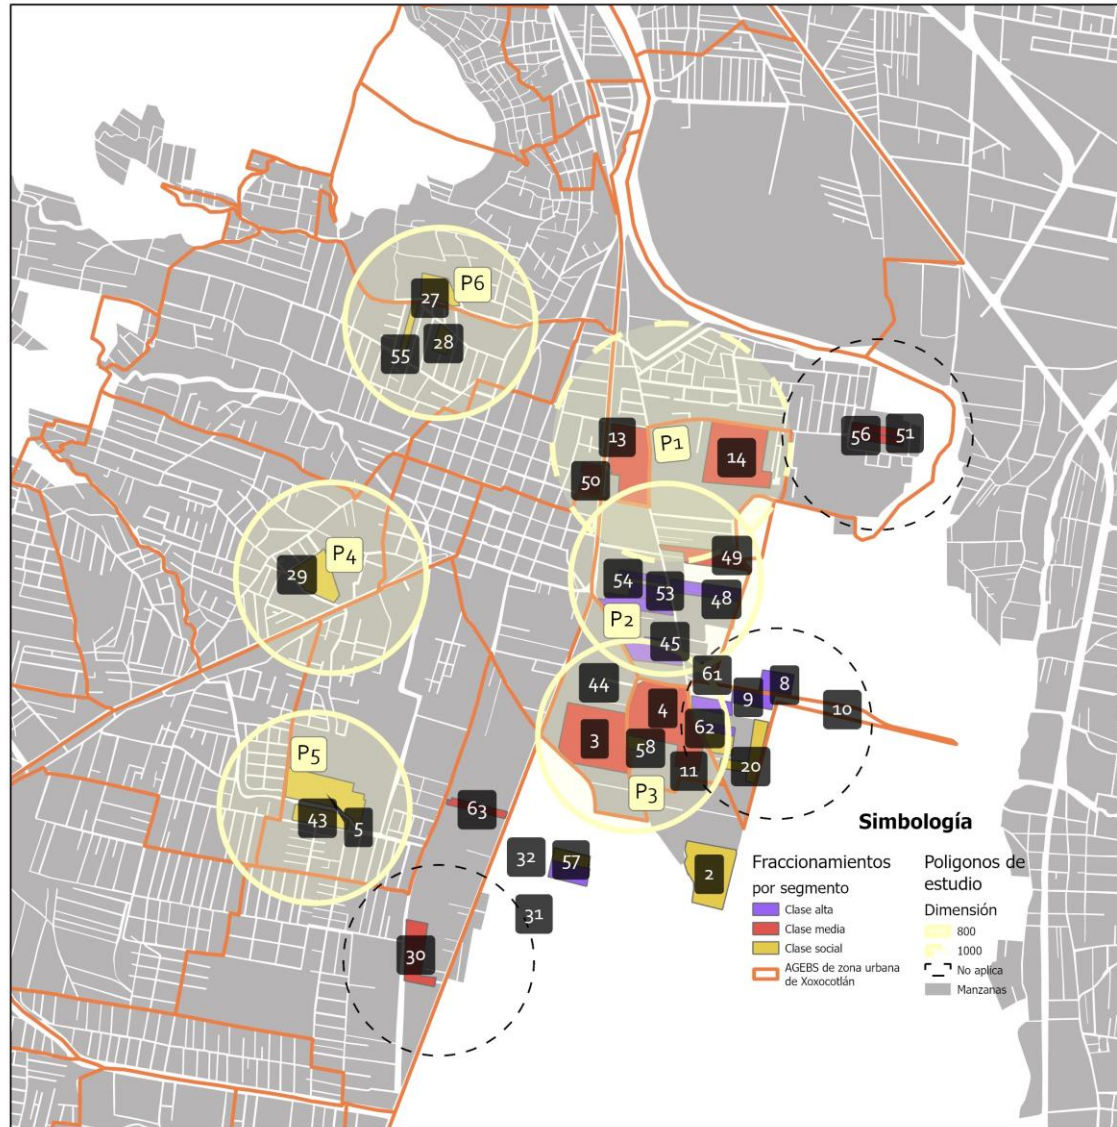 P6
27
28
55
13
P1
14
56
51
50
P4
29
49
54
53
48
P2
45
61
44
8
4
9
10
62
3
58
20
11
P5
P3
63
43
5
32
57
2
31
30
Simbología
Fraccionamientos
por segmento
Clase alta
Clase media
Clase social
AGEBS de zona urbana
de Xoxocotlán
Poligonos de
estudio
Dimensión
800
1000
No aplica
Manzanas